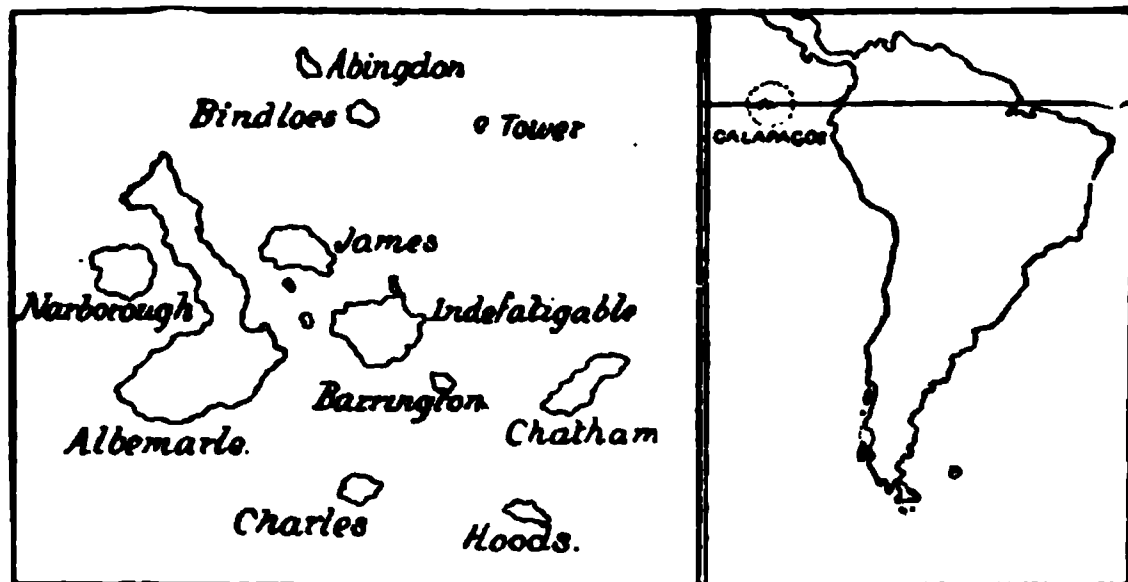 Abingdon
Bindloes
Tower
James
Narborough
Indefatigable
Barrington
Albemarle.
Chatham
Charles
Hoods.
GALAPAGOS